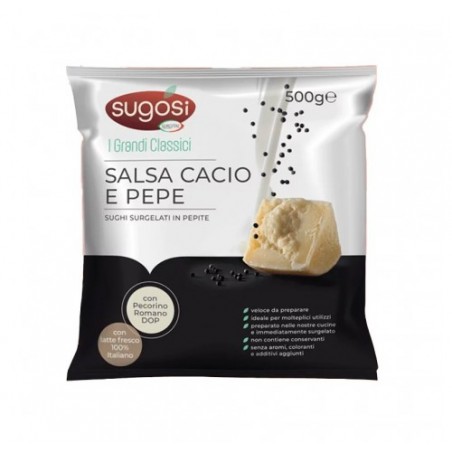 sugosi
500g℮
I Grandi Classici
SALSA CACIO
E PEPE
SUGHI SURGELATI IN PEPITE
con
Pecorino
Romano
DOP
con
latte fresco
100%
Italiano
veloce da preparare
ideale per molteplici utilizzi
preparato nelle nostre cucine
e immediatamente surgelato
non contiene conservanti
senza aromi, coloranti
o additivi aggiunti